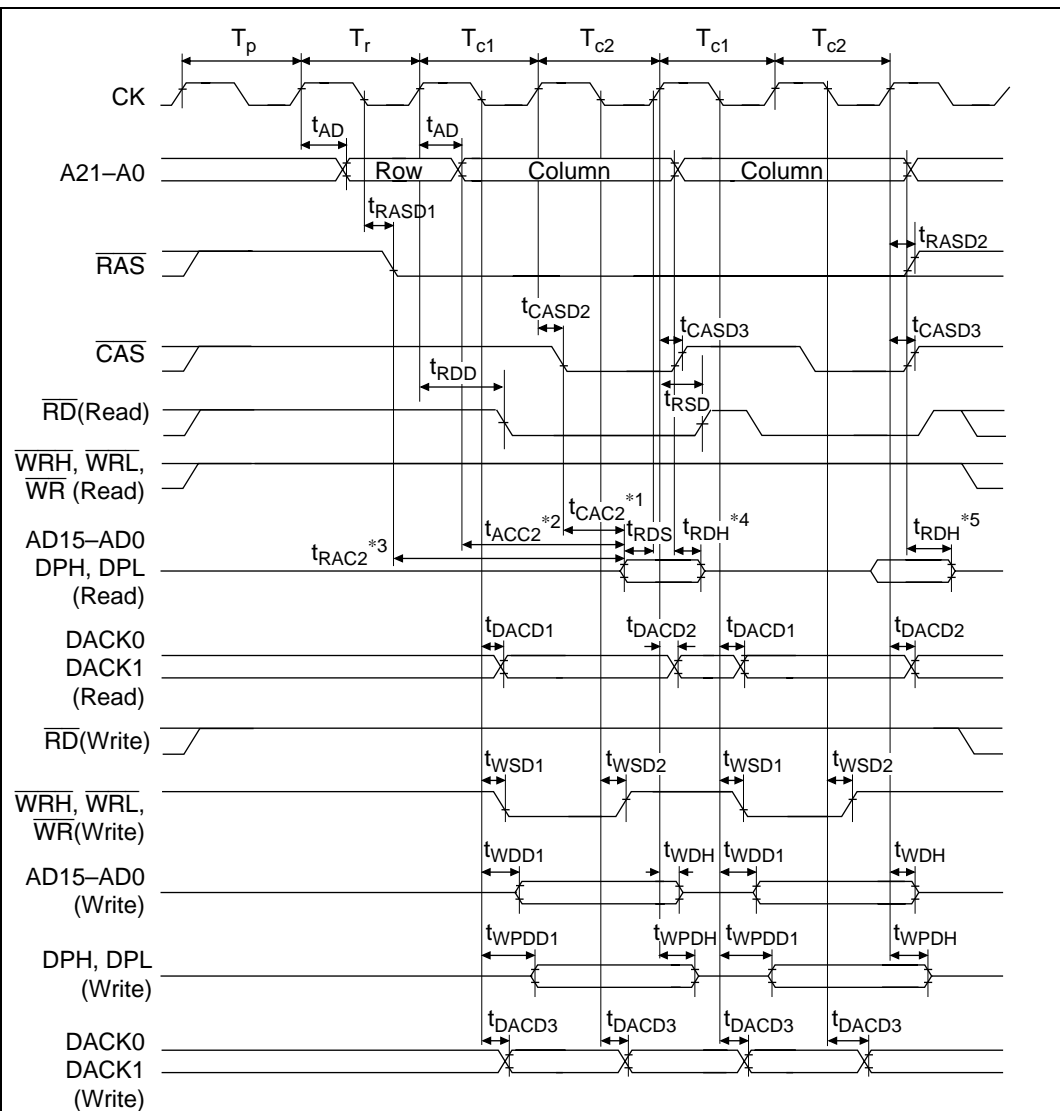 Tp Tr Tc1 Tc2 Tc1 Tc2
CK
tAD tAD
A21–A0 Row Column Column
tRASD1
tRASD2
RAS
tCASD2 tCASD3 tCASD3
CAS
tRDD tRSD
RD(Read)
WRH, WRL,
WR (Read)
tCAC2*1
tACC2*2 tRDS tRDH*4 tRDH*5
tRAC2*3
AD15–AD0
DPH, DPL
(Read)
tDACD1 tDACD2 tDACD1 tDACD2
DACK0
DACK1
(Read)
RD(Write)
tWSD1 tWSD2 tWSD1 tWSD2
WRH, WRL,
WR(Write)
tWDD1 tWDH tWDD1 tWDH
AD15–AD0
(Write)
tWPDD1 tWPDH tWPDD1 tWPDH
DPH, DPL
(Write)
tDACD3 tDACD3 tDACD3 tDACD3
DACK0
DACK1
(Write)